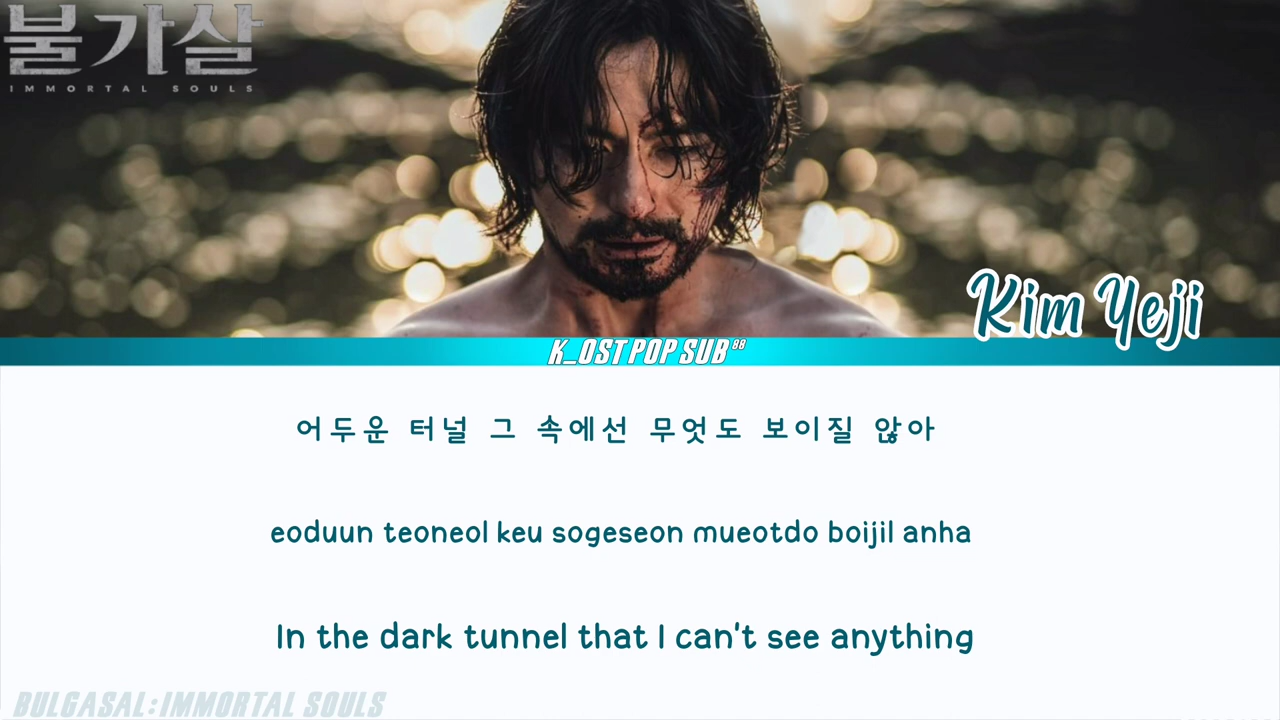 불가살
IMMORTAL SOULS
Kim Yeji
K_OST POP SUB 88
어두운 터널 그 속에선 무엇도 보이질 않아
eoduun teoneol keu sogeseon mueotdo boijil anha
In the dark tunnel that I can't see anything
BULGASAL:IMMORTAL SOULS